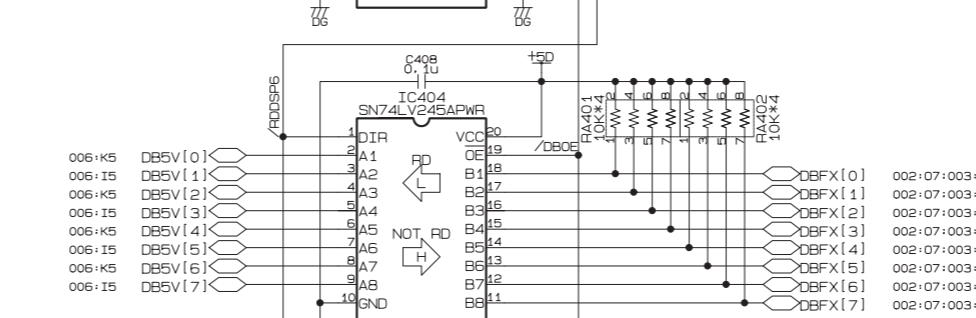 DG DG
C408
0.1u
+5D
/RDDSP6
IC404
SN74LV245APWR
RA401
10K*4
2 4 6 8 2 4 6 8
1 3 5 7 1 3 5 7
RA402
10K*4
1 DIR VCC 20
/DBOE
006:K5 DB5V[0] 2 A1 RD OE 19
006:I5 DB5V[1] 3 A2 L B1 18 DBFX[0] 002:07:003:
006:K5 DB5V[2] 4 A3 B2 17 DBFX[1] 002:07:003:
006:I5 DB5V[3] 5 A4 B3 16 DBFX[2] 002:07:003:
006:K5 DB5V[4] 6 A5 NOT RD B4 15 DBFX[3] 002:07:003:
006:I5 DB5V[5] 7 A6 H B5 14 DBFX[4] 002:07:003:
006:K5 DB5V[6] 8 A7 B6 13 DBFX[5] 002:07:003:
006:I5 DB5V[7] 9 A8 B7 12 DBFX[6] 002:07:003:
10 GND B8 11 DBFX[7] 002:07:003: